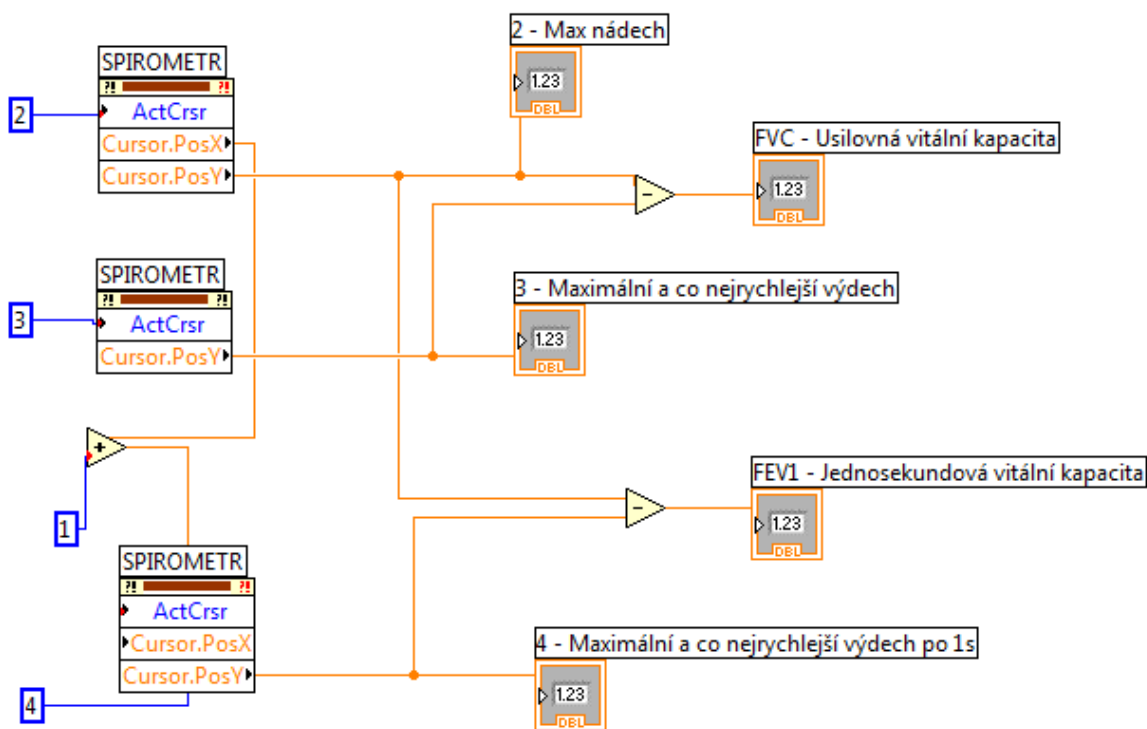 2 - Max nádech
1.23
DBL
SPIROMETR
?! ?!
2
ActCrsr
Cursor.PosX
Cursor.PosY
FVC - Usilovná vitální kapacita
-
1.23
DBL
SPIROMETR
?! ?!
3
ActCrsr
Cursor.PosY
3 - Maximální a co nejrychlejší výdech
1.23
DBL
+
1
FEV1 - Jednosekundová vitální kapacita
-
1.23
DBL
SPIROMETR
?! ?!
ActCrsr
Cursor.PosX
Cursor.PosY
4
4 - Maximální a co nejrychlejší výdech po 1s
1.23
DBL